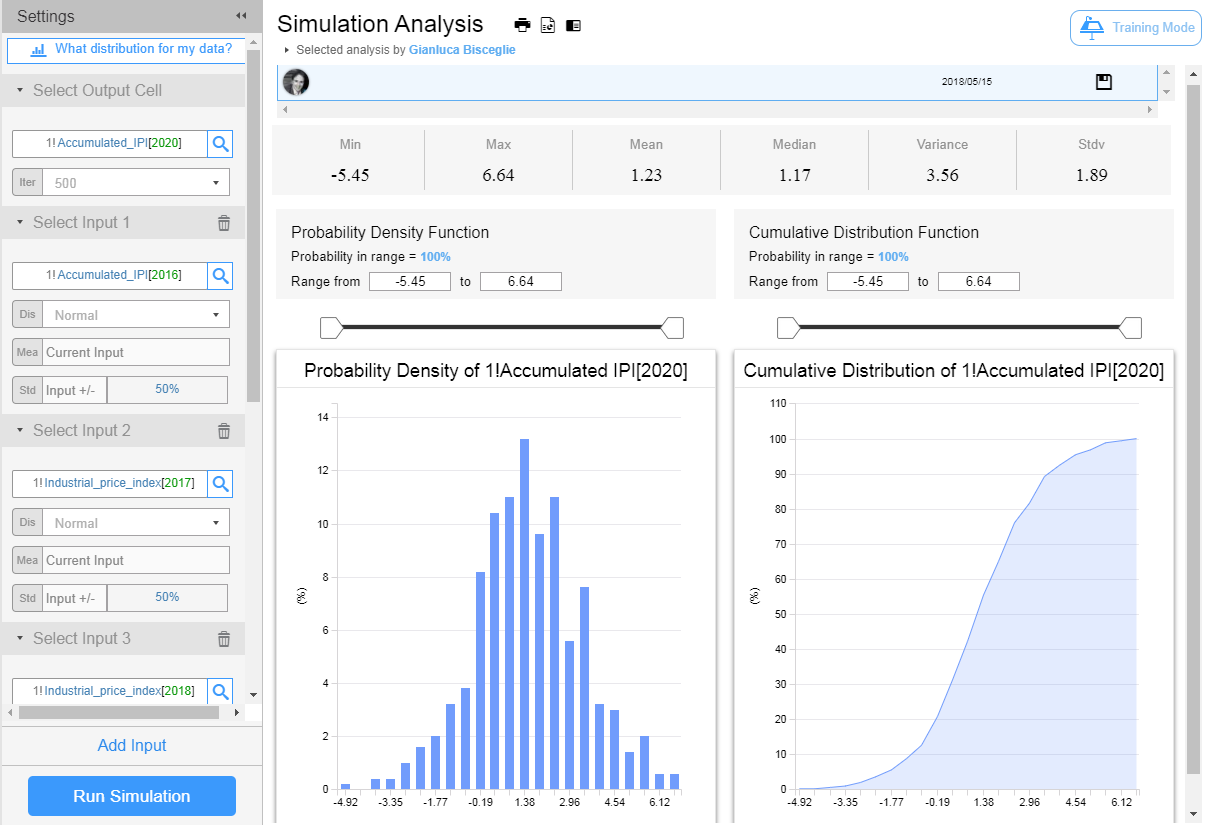 Settings
What distribution for my data?
Select Output Cell
1!Accumulated_IPI[2020]
Iter 500
Select Input 1
1!Accumulated_IPI[2016]
Dis Normal
Mea Current Input
Std Input +/- 50%
Select Input 2
1!Industrial_price_index[2017]
Dis Normal
Mea Current Input
Std Input +/- 50%
Select Input 3
1!Industrial_price_index[2018]
Add Input
Run Simulation
Simulation Analysis
Training Mode
Selected analysis by Gianluca Bisceglie
2018/05/15
Min Max Mean Median Variance Stdv
-5.45 6.64 1.23 1.17 3.56 1.89
Probability Density Function
Probability in range = 100%
Range from -5.45 to 6.64
Probability Density of 1!Accumulated IPI[2020]
14
12
10
8
6
4
2
0
(%)
-4.92 -3.35 -1.77 -0.19 1.38 2.96 4.54 6.12
Cumulative Distribution Function
Probability in range = 100%
Range from -5.45 to 6.64
Cumulative Distribution of 1!Accumulated IPI[2020]
110
100
90
80
70
60
50
40
30
20
10
0
(%)
-4.92 -3.35 -1.77 -0.19 1.38 2.96 4.54 6.12